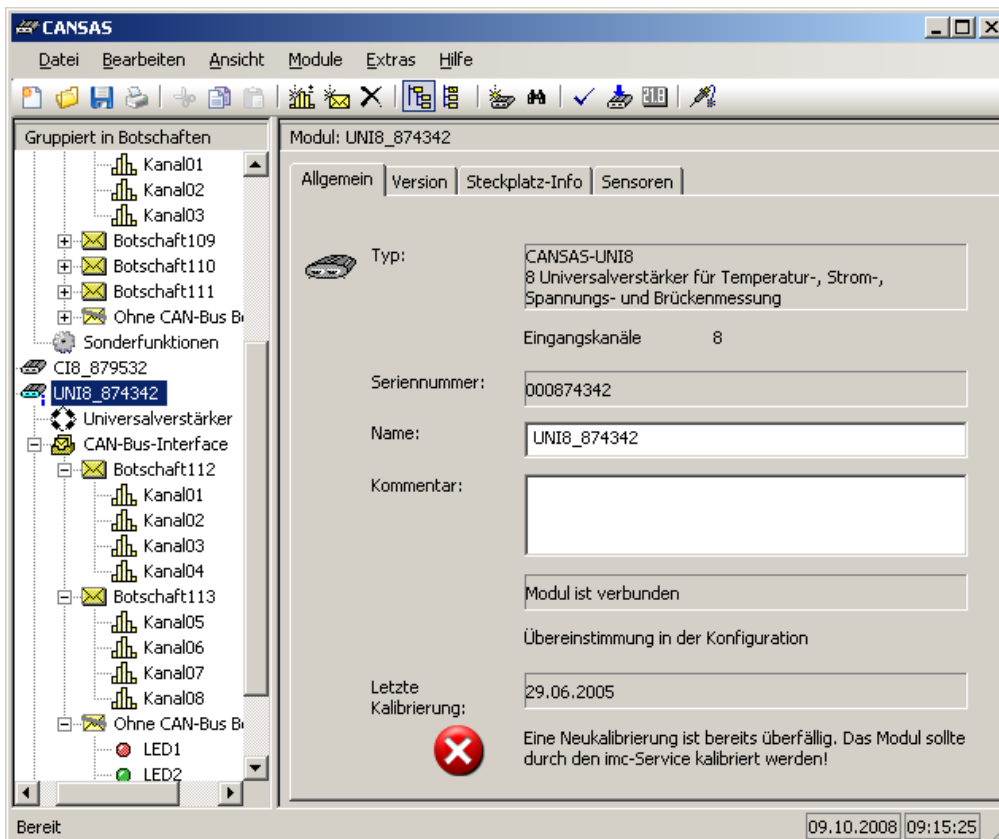 CANSAS
Datei Bearbeiten Ansicht Module Extras Hilfe
Gruppiert in Botschaften
Kanal01
Kanal02
Kanal03
Botschaft109
Botschaft110
Botschaft111
Ohne CAN-Bus B
Sonderfunktionen
CI8_879532
UNI8_874342
Universalverstärker
CAN-Bus-Interface
Botschaft112
Kanal01
Kanal02
Kanal03
Kanal04
Botschaft113
Kanal05
Kanal06
Kanal07
Kanal08
Ohne CAN-Bus B
LED1
LED2
Modul: UNI8_874342
Allgemein Version Steckplatz-Info Sensoren
Typ:
CANSAS-UNI8
8 Universalverstärker für Temperatur-, Strom-,
Spannungs- und Brückenmessung
Eingangskanäle 8
Seriennummer:
000874342
Name:
UNI8_874342
Kommentar:
Modul ist verbunden
Übereinstimmung in der Konfiguration
Letzte
Kalibrierung:
29.06.2005
Eine Neukalibrierung ist bereits überfällig. Das Modul sollte
durch den imc-Service kalibriert werden!
Bereit
09.10.2008 09:15:25